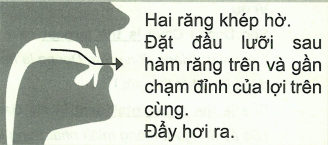 Hai răng khép hờ.
Đặt đầu lưỡi sau
hàm răng trên và gần
chạm đỉnh của lợi trên
cùng.
Đẩy hơi ra.